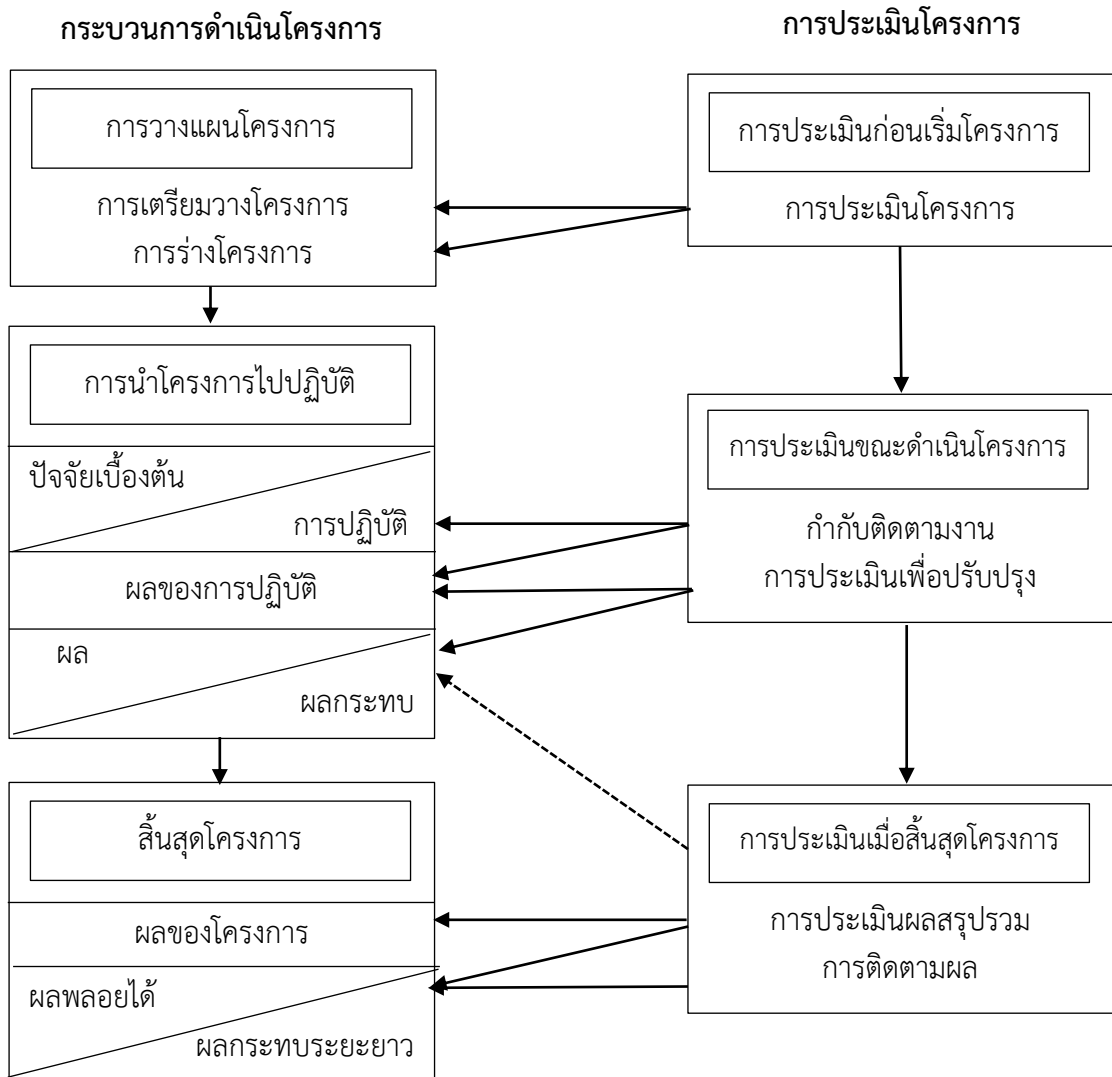 กระบวนการดำเนินโครงการ
การประเมินโครงการ
การวางแผนโครงการ
การเตรียมวางโครงการ
การร่างโครงการ
การประเมินก่อนเริ่มโครงการ
การประเมินโครงการ
การนำโครงการไปปฏิบัติ
ปัจจัยเบื้องต้น
การปฏิบัติ
ผลของการปฏิบัติ
ผล
ผลกระทบ
การประเมินขณะดำเนินโครงการ
กำกับติดตามงาน
การประเมินเพื่อปรับปรุง
สิ้นสุดโครงการ
ผลของโครงการ
ผลพลอยได้
ผลกระทบระยะยาว
การประเมินเมื่อสิ้นสุดโครงการ
การประเมินผลสรุปรวม
การติดตามผล